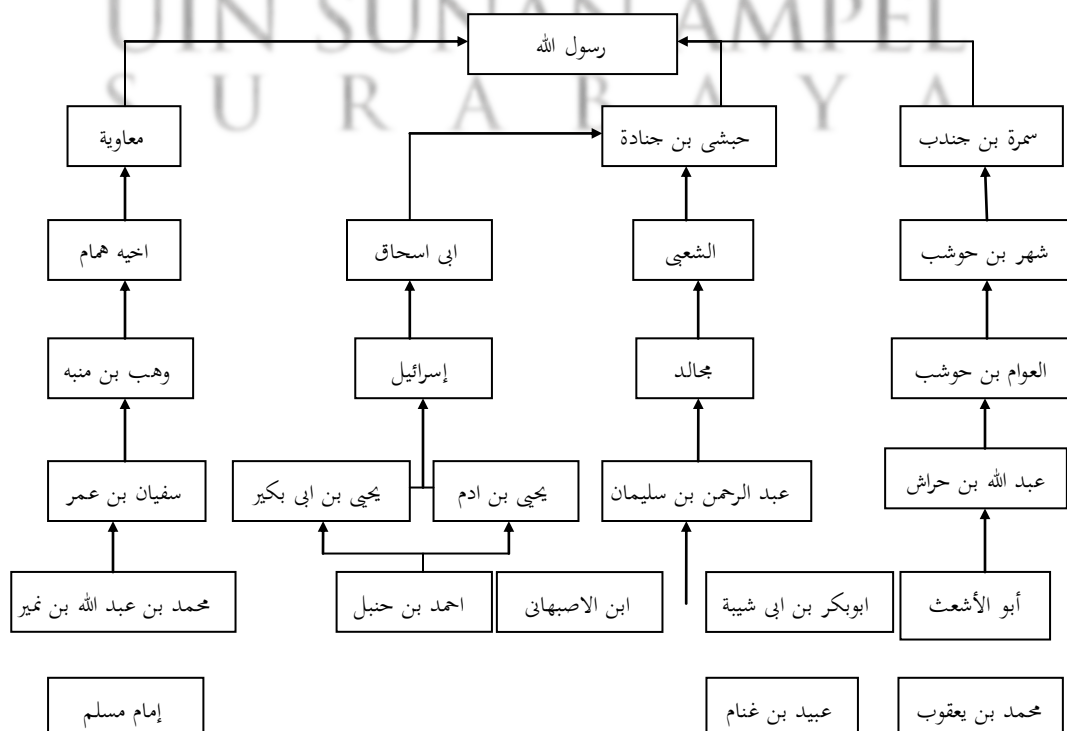 UIN SUNAN AMPEL
S U R A B A Y A
رسول الله
سمرة بن جندب
حبشى بن جنادة
معاوية
شهر بن حوشب
الشعبى
ابى اسحاق
اخيه همام
العوام بن حوشب
مجالد
إسرائيل
وهب بن منبه
عبد الله بن حراش
عبد الرحمن بن سليمان
يحيى بن ادم
يحيى بن ابى بكير
سفيان بن عمر
أبو الأشعث
ابوبكر بن ابى شيبة
ابن الاصبهانى
احمد بن حنبل
محمد بن عبد الله بن نمير
محمد بن يعقوب
عبيد بن غنام
إمام مسلم